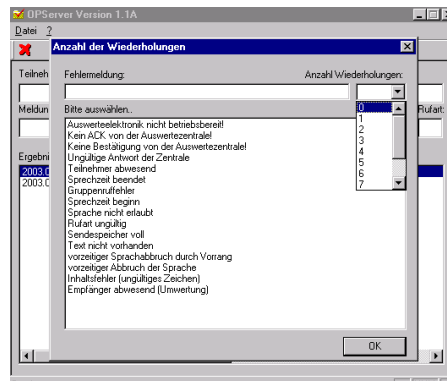 OPServer Version 1.1A
Datei ?
Anzahl der Wiederholungen
Teilneh
Fehlermeldung:
Anzahl Wiederholungen:
Meldun
Bitte auswählen..
Rufart:
0
1
2
3
4
5
6
7
Auswerteelektronik nicht betriebsbereit!
Kein ACK von der Auswertezentrale!
Keine Bestätigung von der Auswertezentrale!
Ungültige Antwort der Zentrale
Teilnehmer abwesend
Sprechzeit beendet
Gruppenruffehler
Sprechzeit beginn
Sprache nicht erlaubt
Rufart ungültig
Sendespeicher voll
Text nicht vorhanden
vorzeitiger Sprachabbruch durch Vorrang
vorzeitiger Abbruch der Sprache
Inhaltsfehler (ungültiges Zeichen)
Empfänger abwesend (Umwertung)
Ergebni
2003.0
2003.0
OK